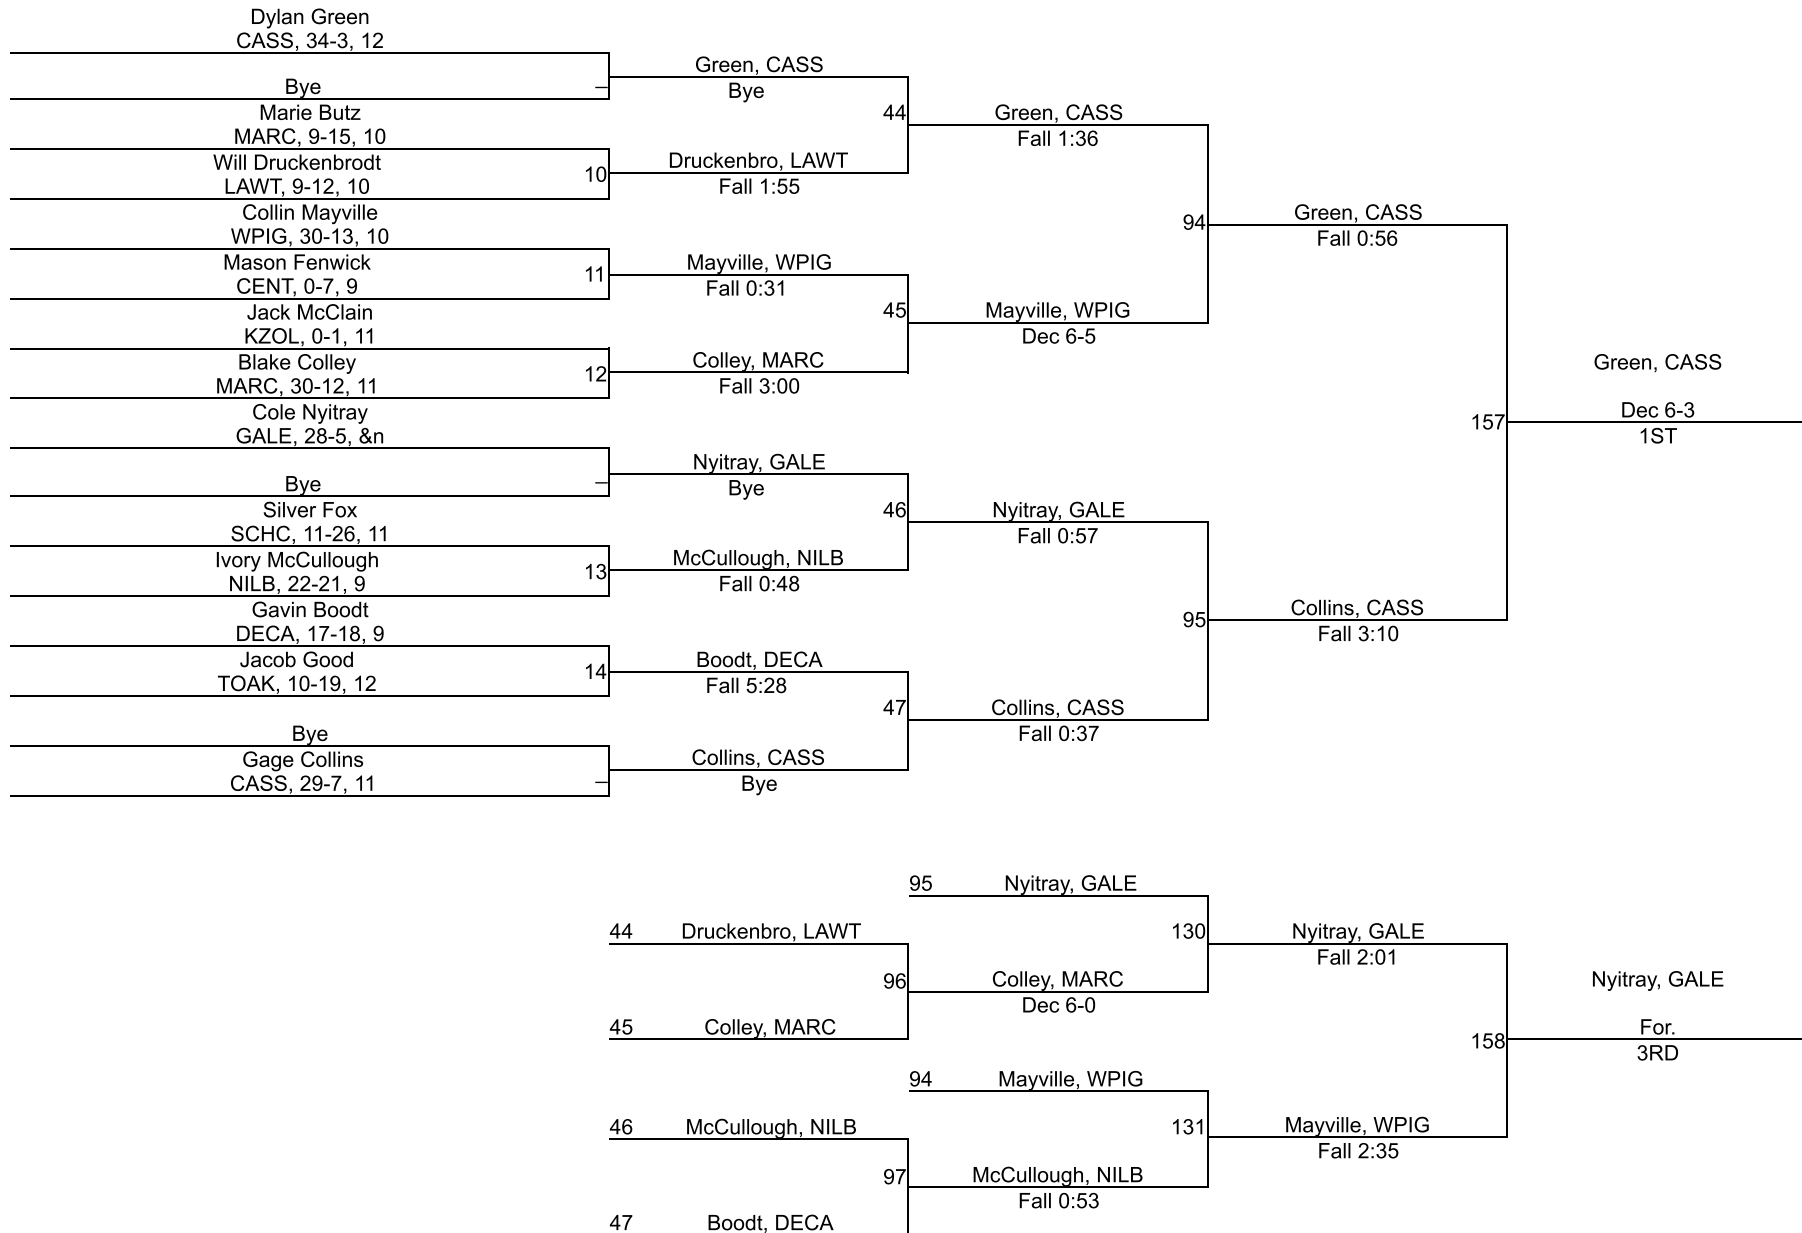 Dylan Green
CASS, 34-3, 12
Bye
–
Marie Butz
MARC, 9-15, 10
Will Druckenbrodt
LAWT, 9-12, 10
10
Collin Mayville
WPIG, 30-13, 10
Mason Fenwick
CENT, 0-7, 9
11
Jack McClain
KZOL, 0-1, 11
Blake Colley
MARC, 30-12, 11
12
Cole Nyitray
GALE, 28-5, &n
Bye
–
Silver Fox
SCHC, 11-26, 11
Ivory McCullough
NILB, 22-21, 9
13
Gavin Boodt
DECA, 17-18, 9
Jacob Good
TOAK, 10-19, 12
14
Bye
Gage Collins
CASS, 29-7, 11
–
Green, CASS
Bye
44
Druckenbro, LAWT
Fall 1:55
Mayville, WPIG
Fall 0:31
45
Colley, MARC
Fall 3:00
Nyitray, GALE
Bye
46
McCullough, NILB
Fall 0:48
Boodt, DECA
Fall 5:28
47
Collins, CASS
Bye
Green, CASS
Fall 1:36
94
Mayville, WPIG
Dec 6-5
Nyitray, GALE
Fall 0:57
95
Collins, CASS
Fall 0:37
Green, CASS
Fall 0:56
157
Collins, CASS
Fall 3:10
Green, CASS
Dec 6-3
1ST
95 Nyitray, GALE
44 Druckenbro, LAWT
130
96
Colley, MARC
Dec 6-0
45 Colley, MARC
94 Mayville, WPIG
46 McCullough, NILB
131
97
McCullough, NILB
Fall 0:53
47 Boodt, DECA
Nyitray, GALE
Fall 2:01
158
Mayville, WPIG
Fall 2:35
Nyitray, GALE
For.
3RD